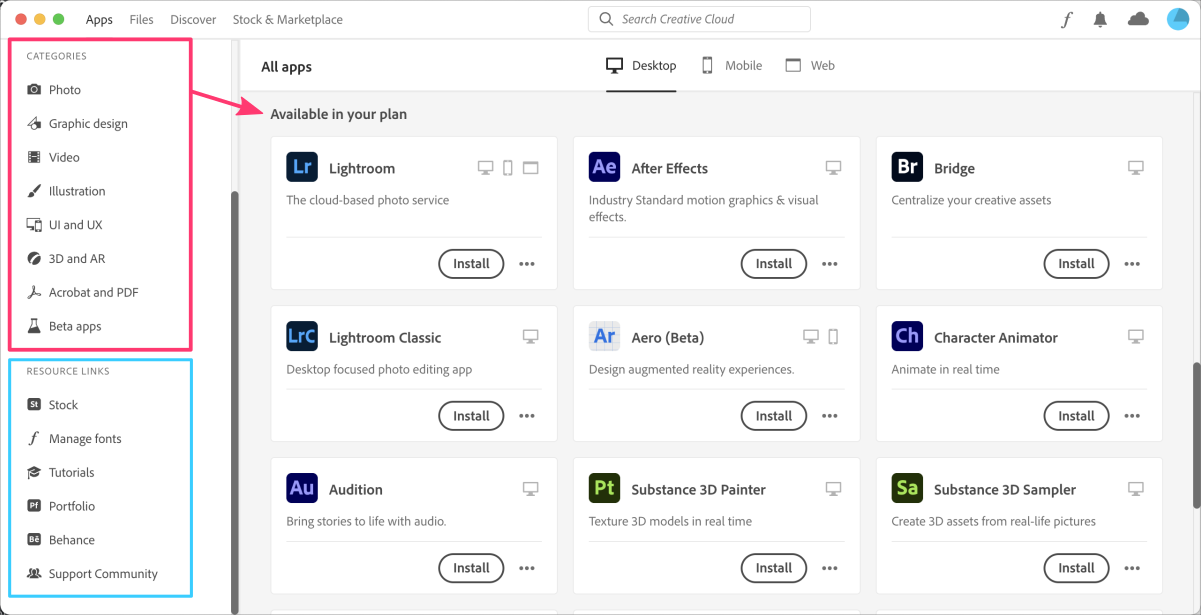 Apps Files Discover Stock & Marketplace Search Creative Cloud
CATEGORIES
Photo
Graphic design
Video
Illustration
UI and UX
3D and AR
Acrobat and PDF
Beta apps
RESOURCE LINKS
St Stock
Manage fonts
Tutorials
Pf Portfolio
Bē Behance
Support Community
All apps Desktop Mobile Web
Available in your plan
Lr Lightroom
The cloud-based photo service
Install
Ae After Effects
Industry Standard motion graphics & visual
effects.
Install
Br Bridge
Centralize your creative assets
Install
LrC Lightroom Classic
Desktop focused photo editing app
Install
Ar Aero (Beta)
Design augmented reality experiences.
Install
Ch Character Animator
Animate in real time
Install
Au Audition
Bring stories to life with audio.
Install
Pt Substance 3D Painter
Texture 3D models in real time
Install
Sa Substance 3D Sampler
Create 3D assets from real-life pictures
Install